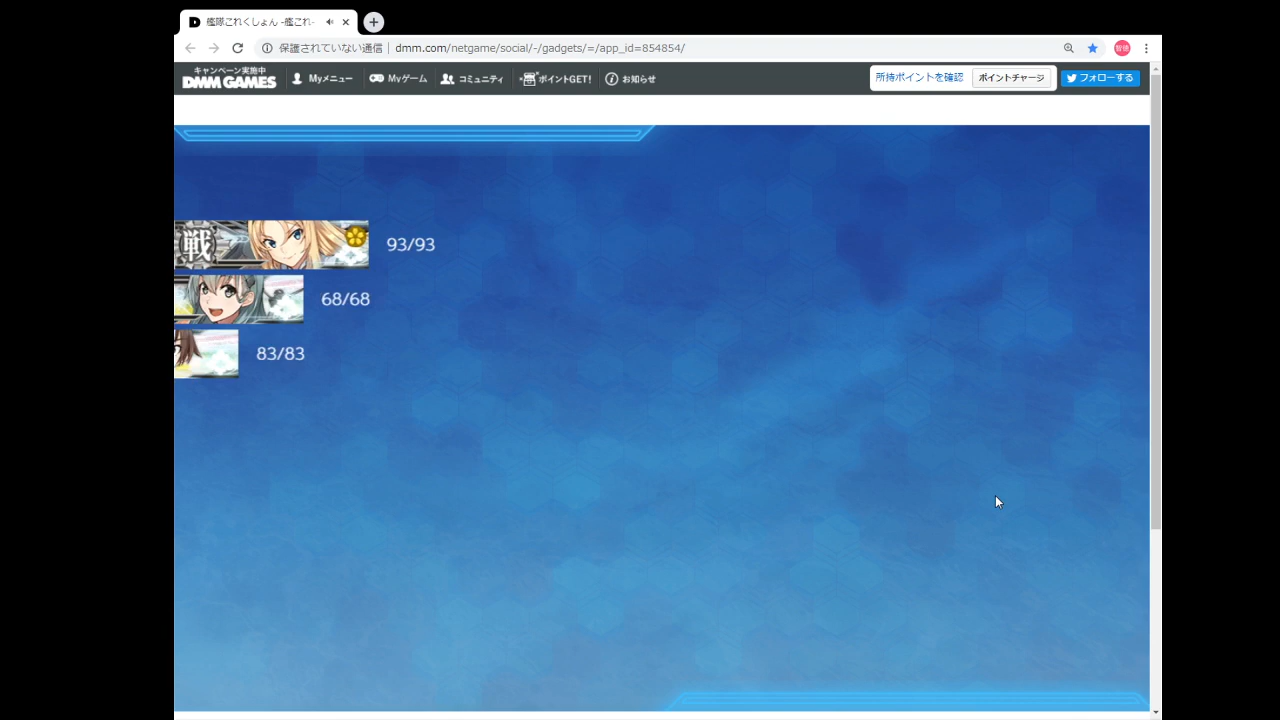 艦隊これくしょん -艦これ-
保護されていない通信 | dmm.com/netgame/social/-/gadgets/=/app_id=854854/
智徳
キャンペーン実施中
DMM GAMES
Myメニュー
Myゲーム
コミュニティ
ポイントGET!
お知らせ
所持ポイントを確認
ポイントチャージ
フォローする
戦
93/93
68/68
83/83